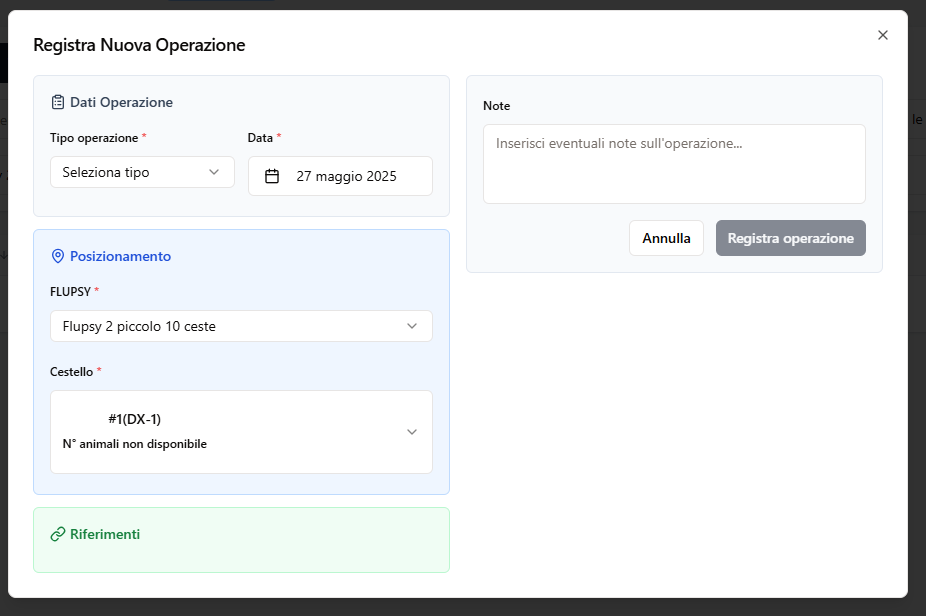 Registra Nuova Operazione
Dati Operazione
Tipo operazione *
Seleziona tipo
Data *
27 maggio 2025
Posizionamento
FLUPSY *
Flupsy 2 piccolo 10 ceste
Cestello *
#1(DX-1)
N° animali non disponibile
Riferimenti
Note
Inserisci eventuali note sull'operazione...
Annulla
Registra operazione
le